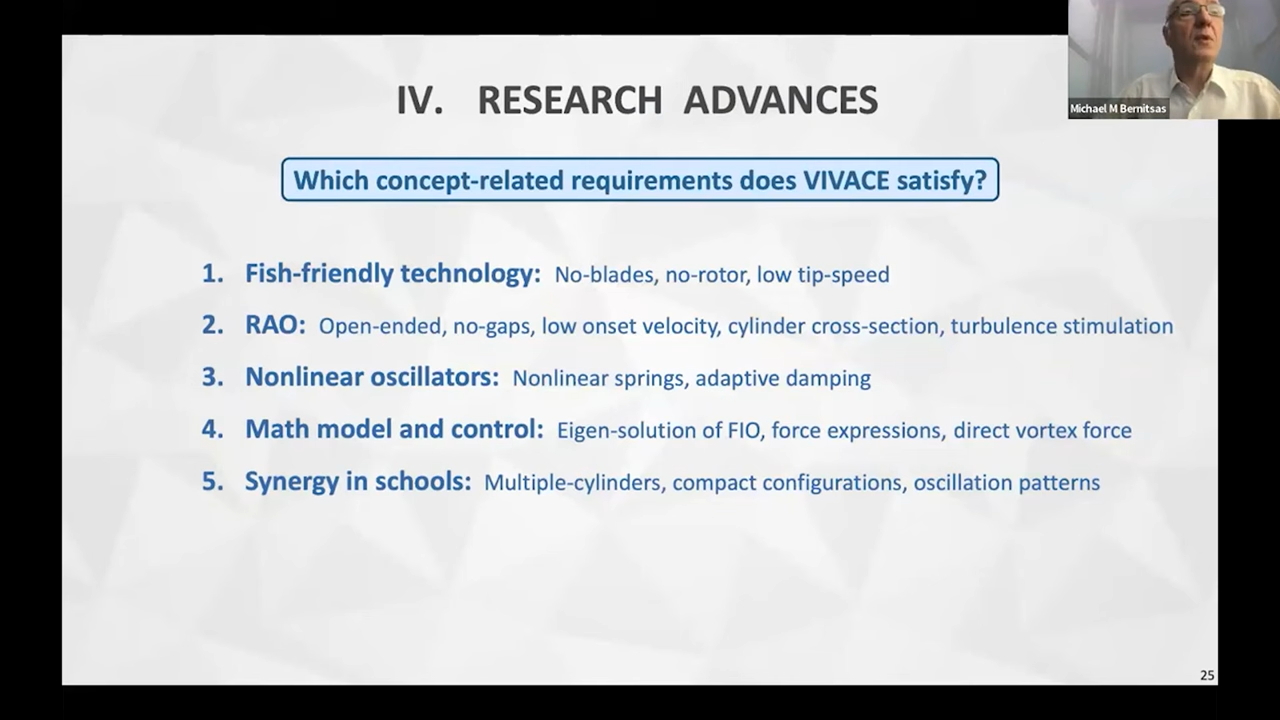 IV. RESEARCH ADVANCES
Michael M Bernitsas
Which concept-related requirements does VIVACE satisfy?
1. Fish-friendly technology: No-blades, no-rotor, low tip-speed
2. RAO: Open-ended, no-gaps, low onset velocity, cylinder cross-section, turbulence stimulation
3. Nonlinear oscillators: Nonlinear springs, adaptive damping
4. Math model and control: Eigen-solution of FIO, force expressions, direct vortex force
5. Synergy in schools: Multiple-cylinders, compact configurations, oscillation patterns
25